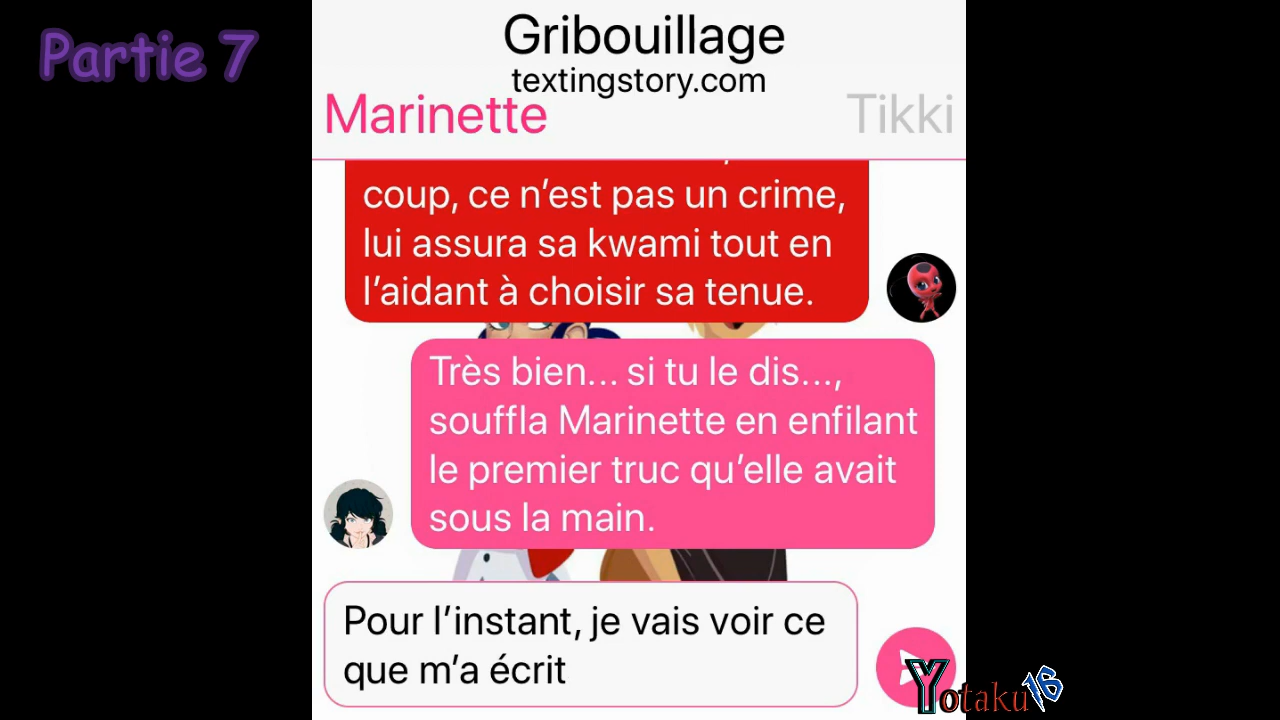 Partie 7
Gribouillage
textingstory.com
Marinette
Tikki
coup, ce n’est pas un crime,
lui assura sa kwami tout en
l’aidant à choisir sa tenue.
Très bien... si tu le dis...,
souffla Marinette en enfilant
le premier truc qu’elle avait
sous la main.
Pour l’instant, je vais voir ce
que m’a écrit
Yotaku16